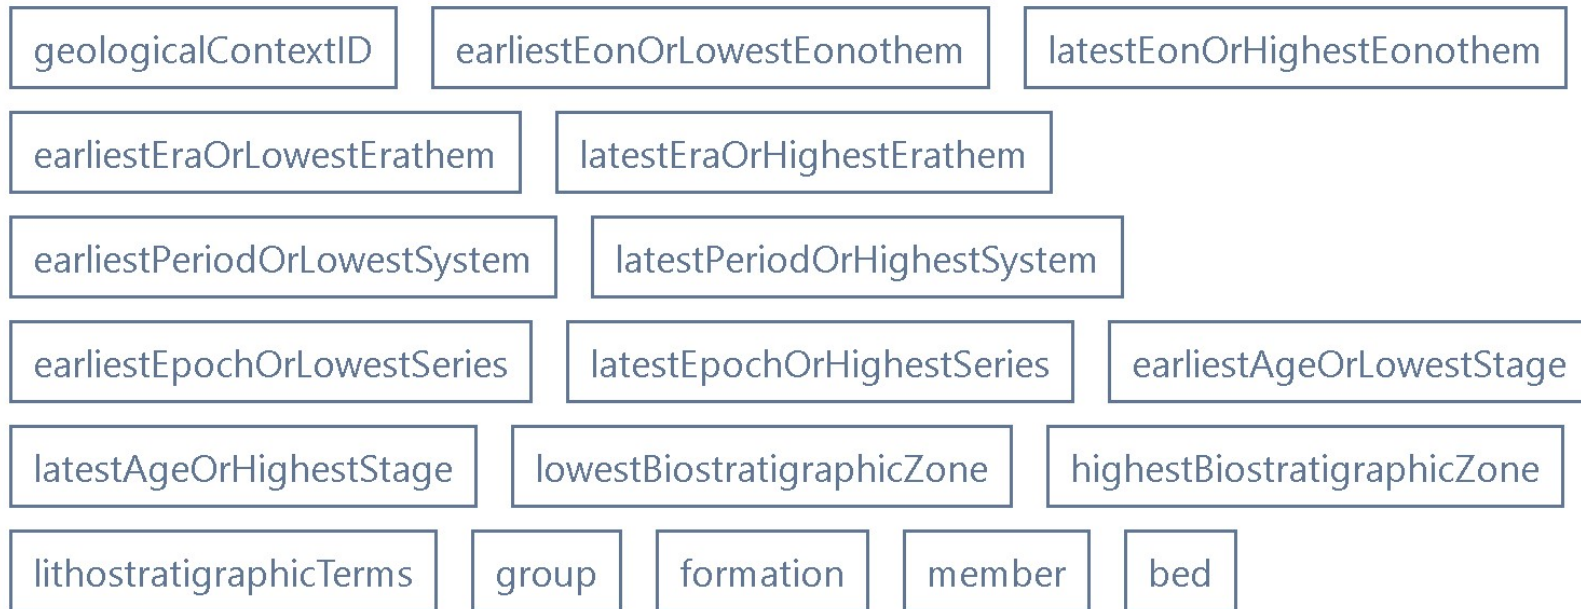 geologicalContextID earliestEonOrLowestEonothem latestEonOrHighestEonothem
earliestEraOrLowestErathem latestEraOrHighestErathem
earliestPeriodOrLowestSystem latestPeriodOrHighestSystem
earliestEpochOrLowestSeries latestEpochOrHighestSeries earliestAgeOrLowestStage
latestAgeOrHighestStage lowestBiostratigraphicZone highestBiostratigraphicZone
lithostratigraphicTerms group formation member bed